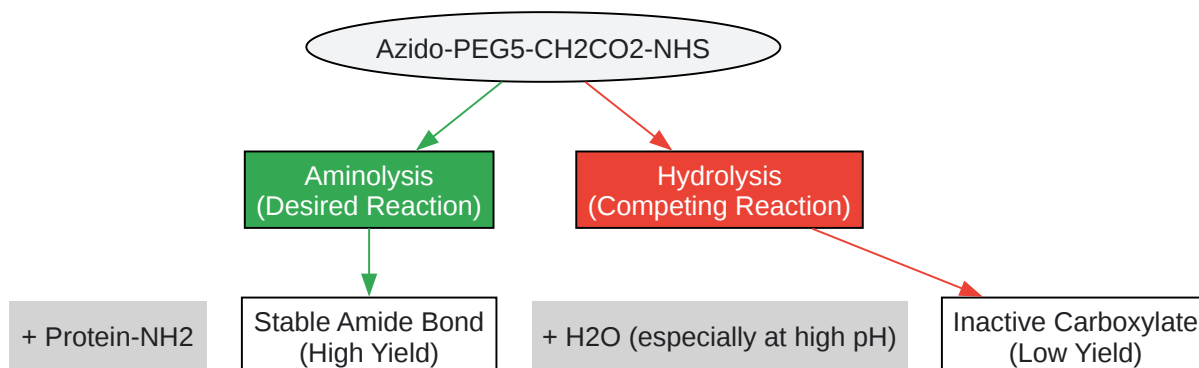 Azido-PEG5-CH2CO2-NHS
Aminolysis
(Desired Reaction)
Hydrolysis
(Competing Reaction)
+ Protein-NH2
Stable Amide Bond
(High Yield)
+ H2O (especially at high pH)
Inactive Carboxylate
(Low Yield)